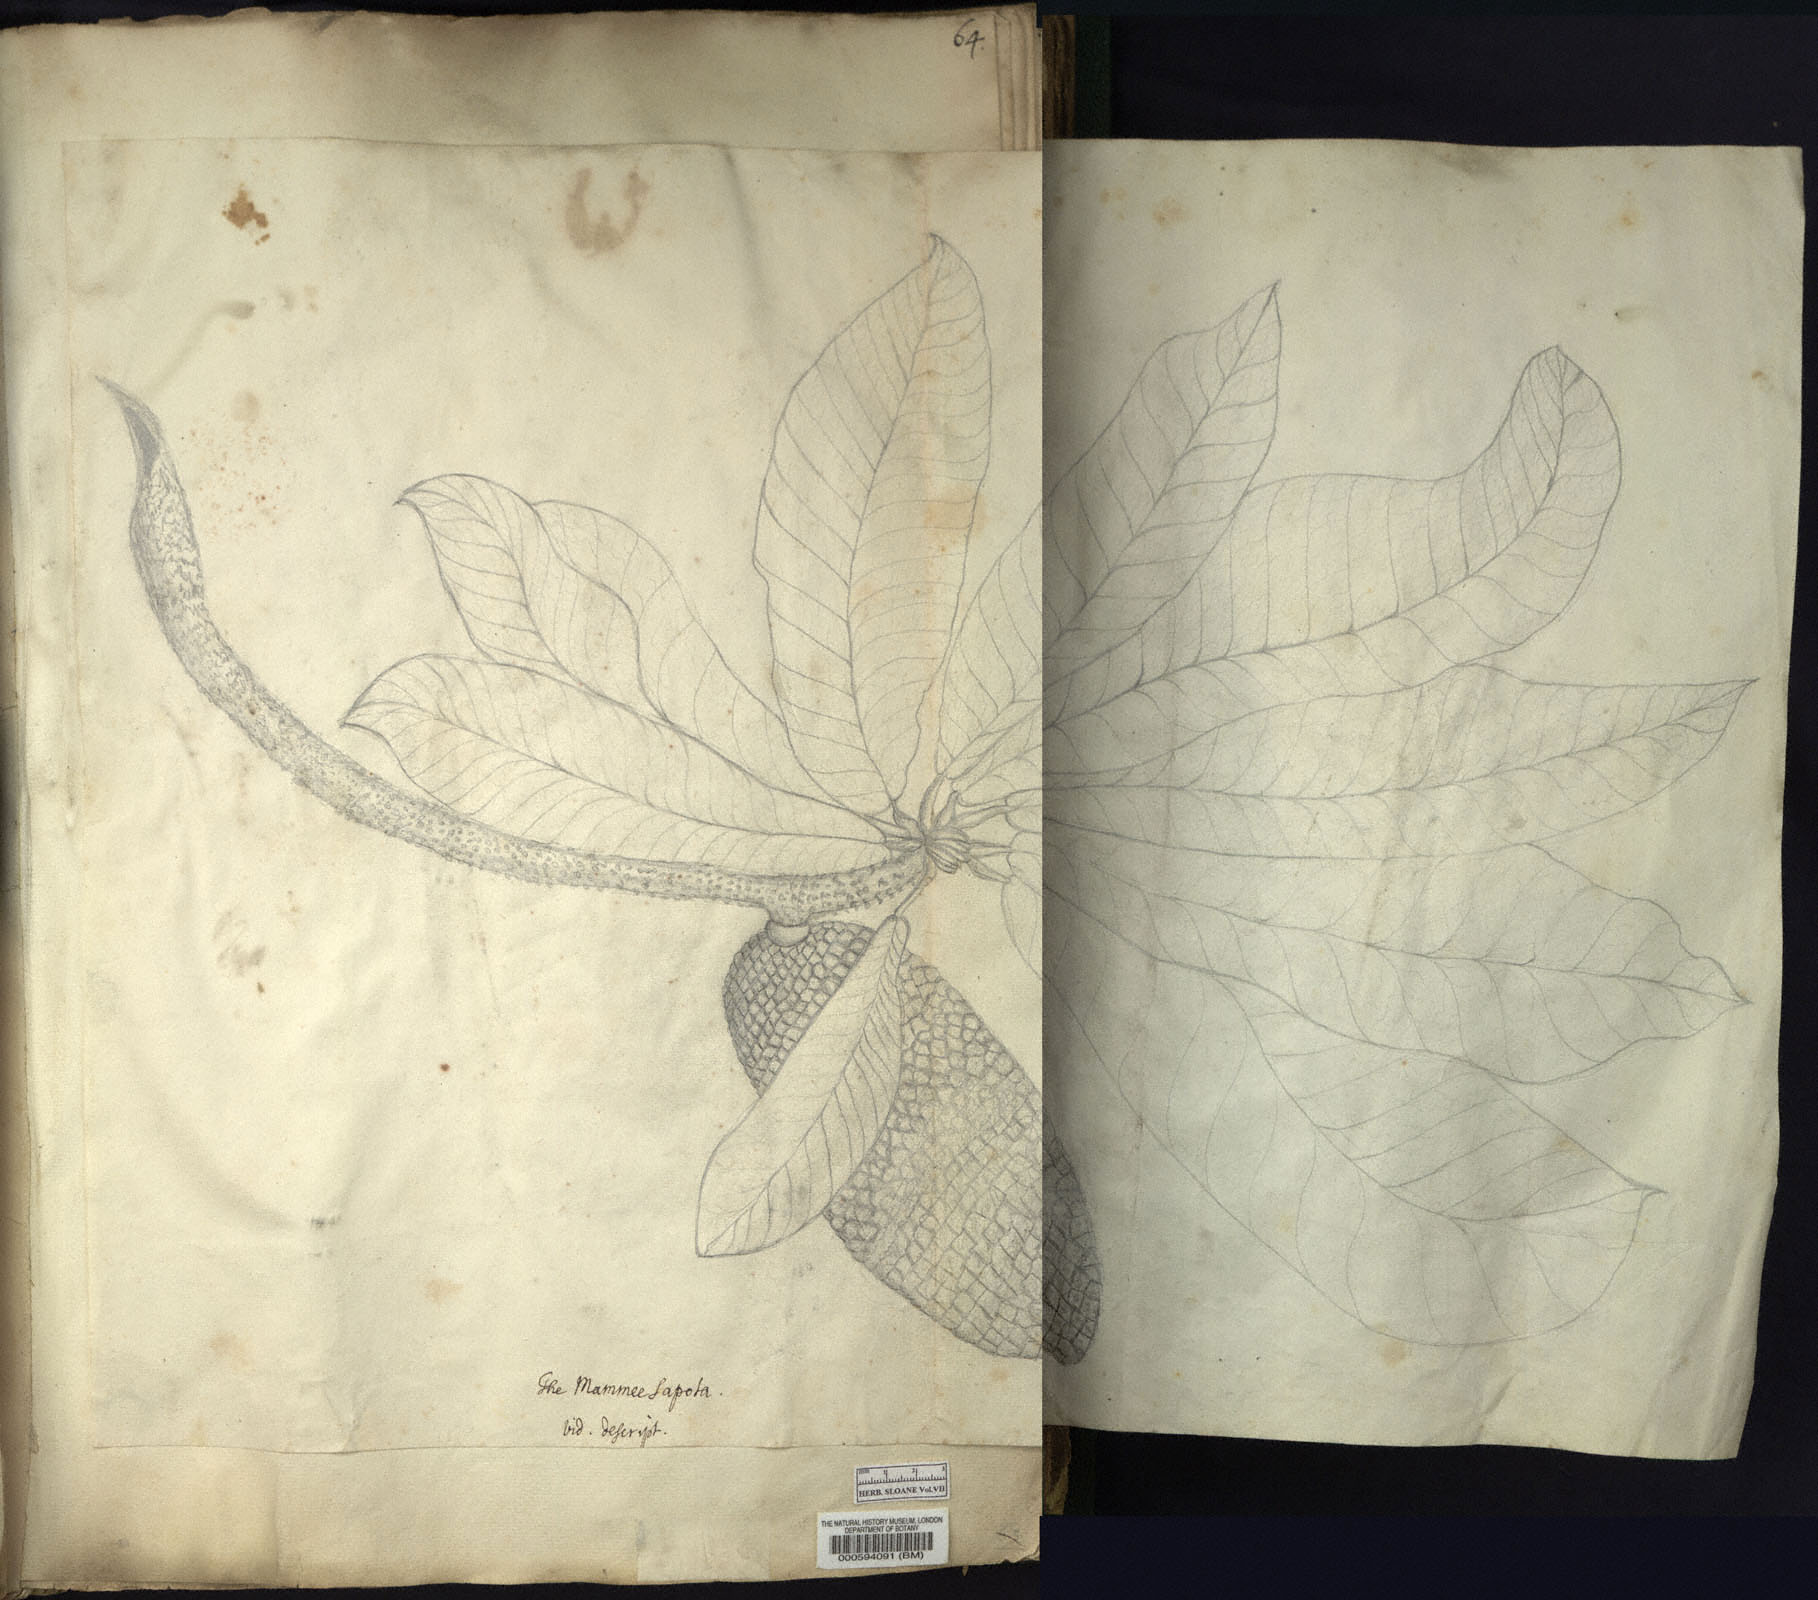 64.
The Mammee Sapota.
vid. descript.
HERB. SLOANE Vol.VII
THE NATURAL HISTORY MUSEUM, LONDON
DEPARTMENT OF BOTANY
000594091 (BM)